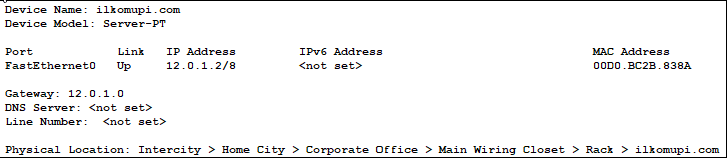 Device Name: ilkomupi.com
Device Model: Server-PT
Port Link IP Address IPv6 Address MAC Address
FastEthernet0 Up 12.0.1.2/8 <not set> 00D0.BC2B.838A
Gateway: 12.0.1.0
DNS Server: <not set>
Line Number: <not set>
Physical Location: Intercity > Home City > Corporate Office > Main Wiring Closet > Rack > ilkomupi.com